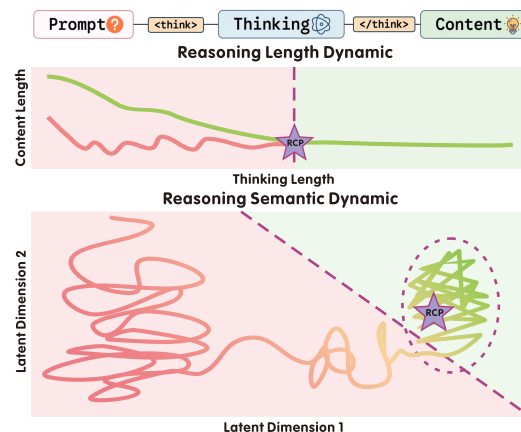 Prompt? <think> Thinking </think> Content
Reasoning Length Dynamic
Content Length
RCP
Thinking Length
Reasoning Semantic Dynamic
Latent Dimension 2
RCP
Latent Dimension 1